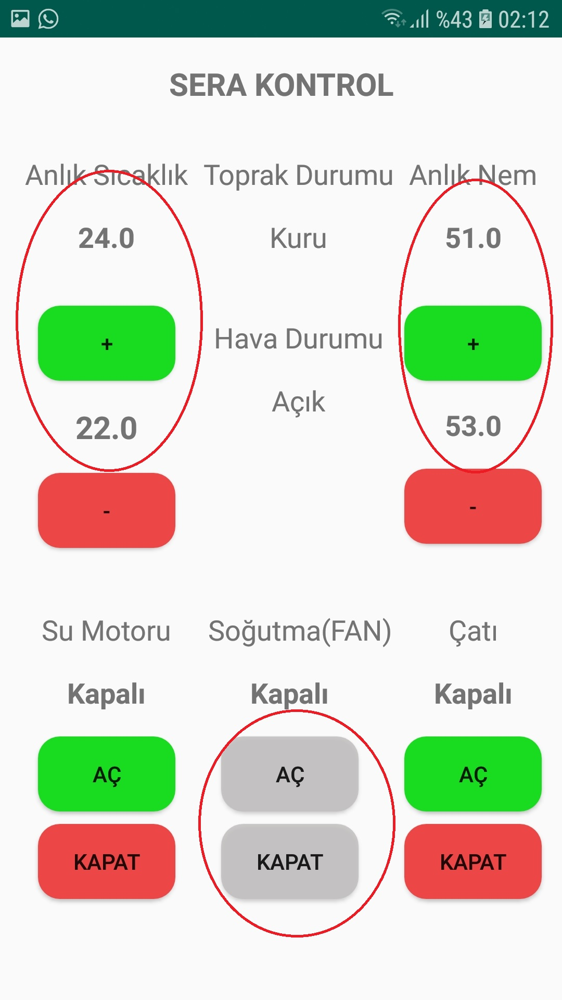 %43 02:12
SERA KONTROL
Anlık Sıcaklık Toprak Durumu Anlık Nem
24.0 Kuru 51.0
+ Hava Durumu +
Açık
22.0 53.0
- -
Su Motoru Soğutma(FAN) Çatı
Kapalı Kapalı Kapalı
AÇ AÇ AÇ
KAPAT KAPAT KAPAT